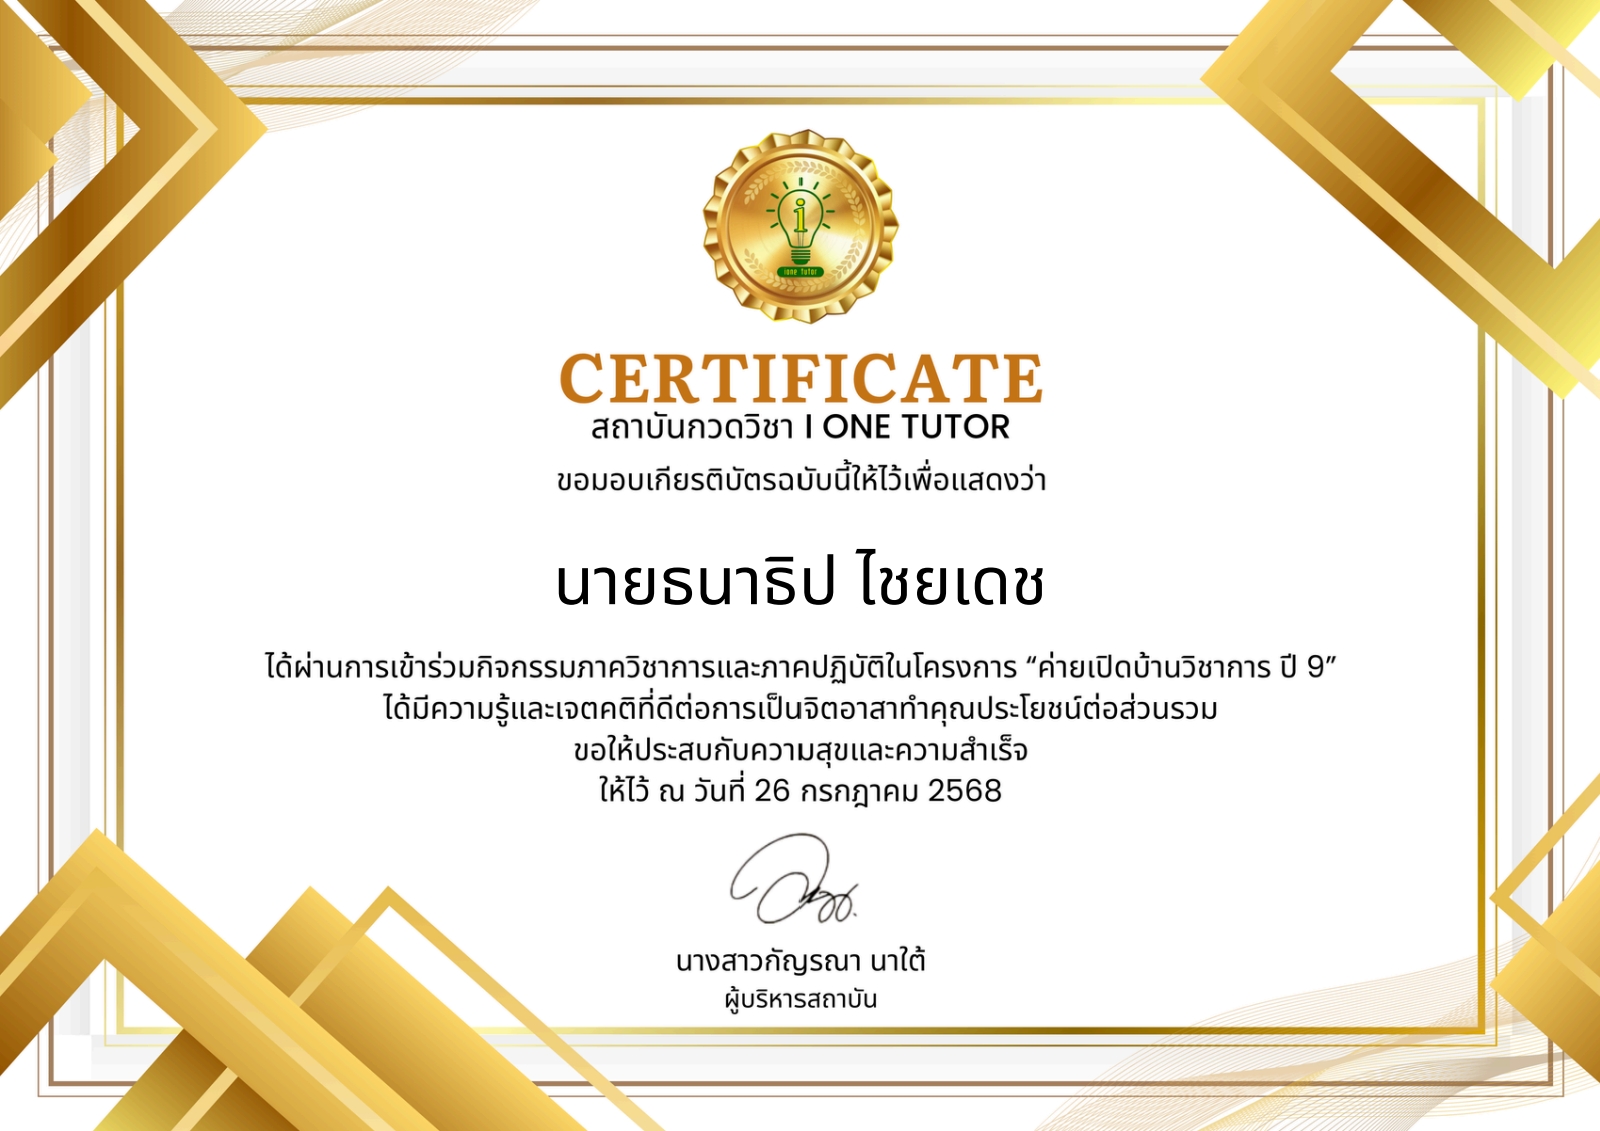 i
ione tutor
CERTIFICATE
สถาบันกวดวิชา I ONE TUTOR
ขอมอบเกียรติบัตรฉบับนี้ให้ไว้เพื่อแสดงว่า
นายธนาธิป ไชยเดช
ได้ผ่านการเข้าร่วมกิจกรรมภาควิชาการและภาคปฏิบัติในโครงการ “ค่ายเปิดบ้านวิชาการ ปี 9”
ได้มีความรู้และเจตคติที่ดีต่อการเป็นจิตอาสาทำคุณประโยชน์ต่อส่วนรวม
ขอให้ประสบกับความสุขและความสำเร็จ
ให้ไว้ ณ วันที่ 26 กรกฎาคม 2568
นางสาวกัญรณา นาใต้
ผู้บริหารสถาบัน